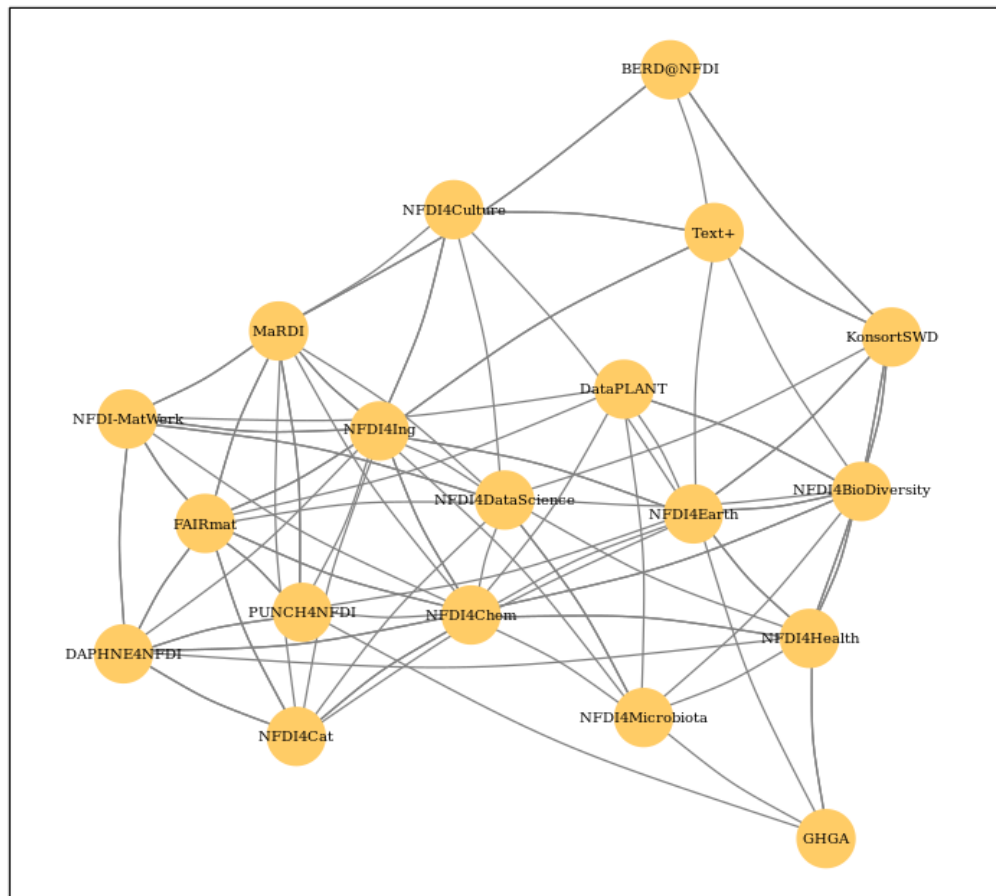 BERD@NFDI
NFDI4Culture
Text+
MaRDI
KonsortSWD
DataPLANT
NFDI-MatWerk
NFDI4Ing
NFDI4DataScience
NFDI4BioDiversity
NFDI4Earth
FAIRmat
PUNCH4NFDI
NFDI4Chem
NFDI4Health
DAPHNE4NFDI
NFDI4Microbiota
NFDI4Cat
GHGA